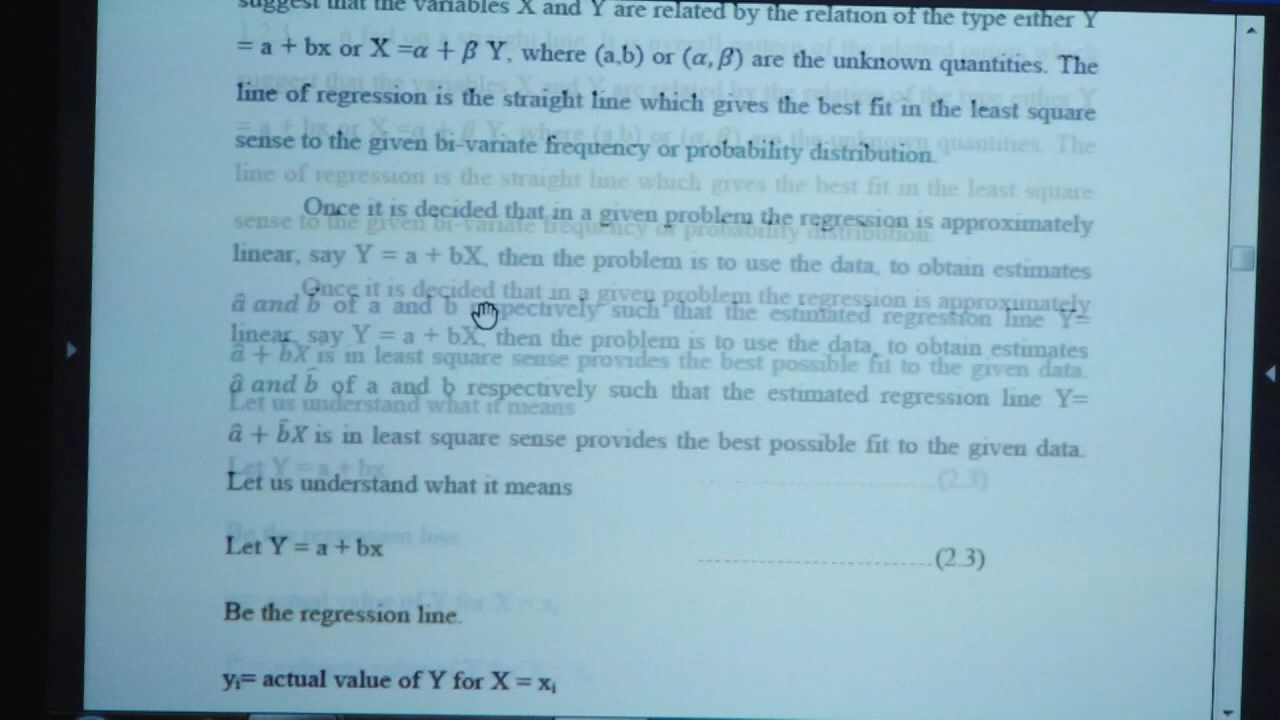 suggest that the variables X and Y are related by the relation of the type either Y
= a + bx or X =α + β Y, where (a,b) or (α, β) are the unknown quantities. The
line of regression is the straight line which gives the best fit in the least square
sense to the given bi-variate frequency or probability distribution.
Once it is decided that in a given problem the regression is approximately
linear, say Y = a + bX, then the problem is to use the data, to obtain estimates
â and b̂ of a and b respectively such that the estimated regression line Y=
â + b̂X is in least square sense provides the best possible fit to the given data.
Let us understand what it means
Let Y = a + bx ..............................(2.3)
Be the regression line.
yᵢ= actual value of Y for X = xᵢ